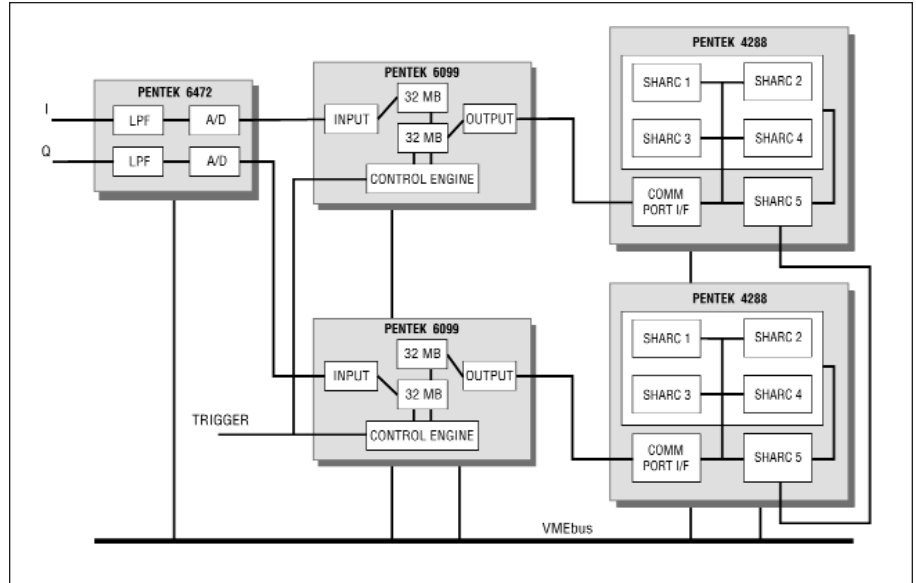 PENTEK 6472
I
LPF
A/D
Q
LPF
A/D
PENTEK 6099
INPUT
32 MB
32 MB
OUTPUT
CONTROL ENGINE
PENTEK 4288
SHARC 1
SHARC 2
SHARC 3
SHARC 4
COMM
PORT I/F
SHARC 5
PENTEK 6099
INPUT
32 MB
32 MB
OUTPUT
CONTROL ENGINE
TRIGGER
PENTEK 4288
SHARC 1
SHARC 2
SHARC 3
SHARC 4
COMM
PORT I/F
SHARC 5
VMEbus